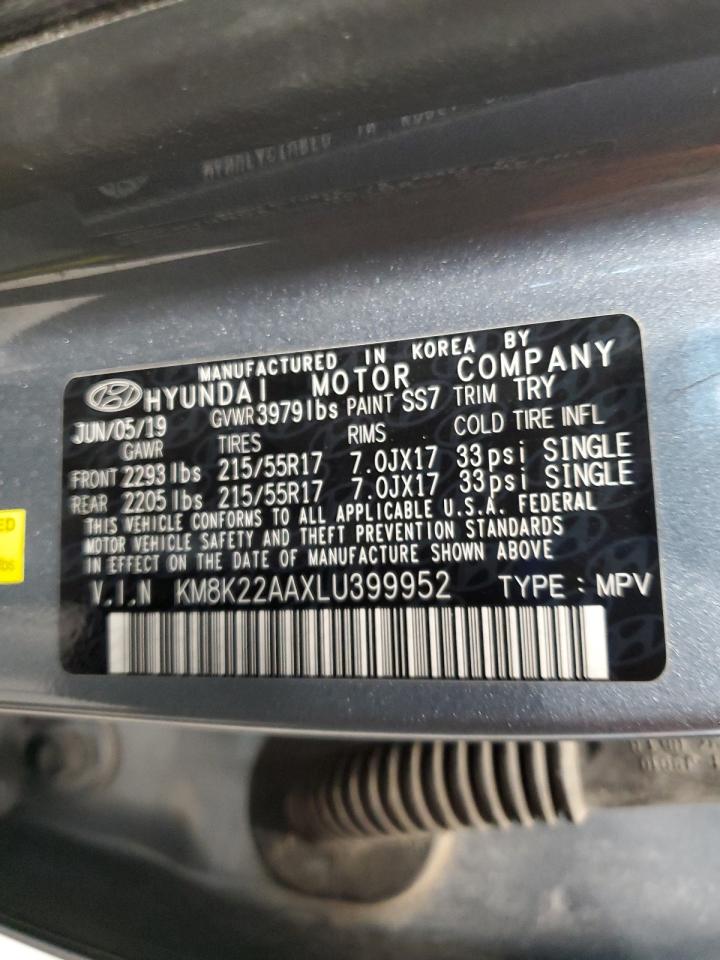 MANUFACTURED IN KOREA BY
HYUNDAI MOTOR COMPANY
JUN/05/19 GVWR 3979lbs PAINT SS7 TRIM TRY
GAWR TIRES RIMS COLD TIRE INFL
FRONT 2293 lbs 215/55R17 7.0JX17 33psi SINGLE
REAR 2205 lbs 215/55R17 7.0JX17 33psi SINGLE
THIS VEHICLE CONFORMS TO ALL APPLICABLE U.S.A. FEDERAL
MOTOR VEHICLE SAFETY AND THEFT PREVENTION STANDARDS
IN EFFECT ON THE DATE OF MANUFACTURE SHOWN ABOVE
V.I.N KM8K22AAXLU399952 TYPE : MPV